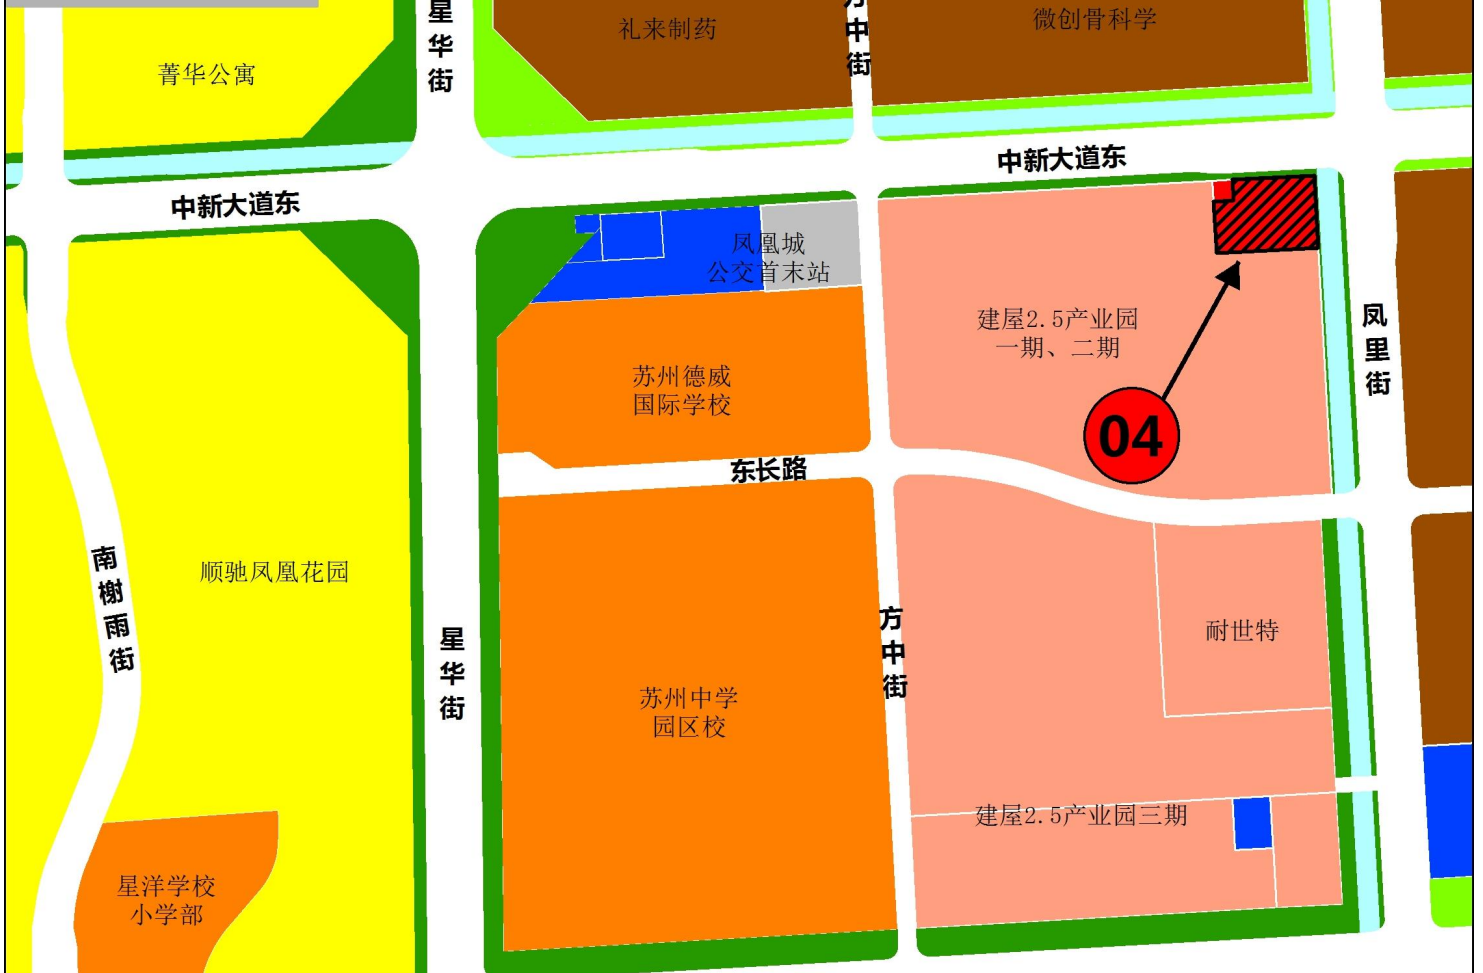 星华街
礼来制药
方中街
微创骨科学
菁华公寓
中新大道东
中新大道东
凤凰城
公交首末站
建屋2.5产业园
一期、二期
凤里街
苏州德威
国际学校
04
东长路
南榭雨街
顺驰凤凰花园
星华街
方中街
耐世特
苏州中学
园区校
建屋2.5产业园三期
星洋学校
小学部